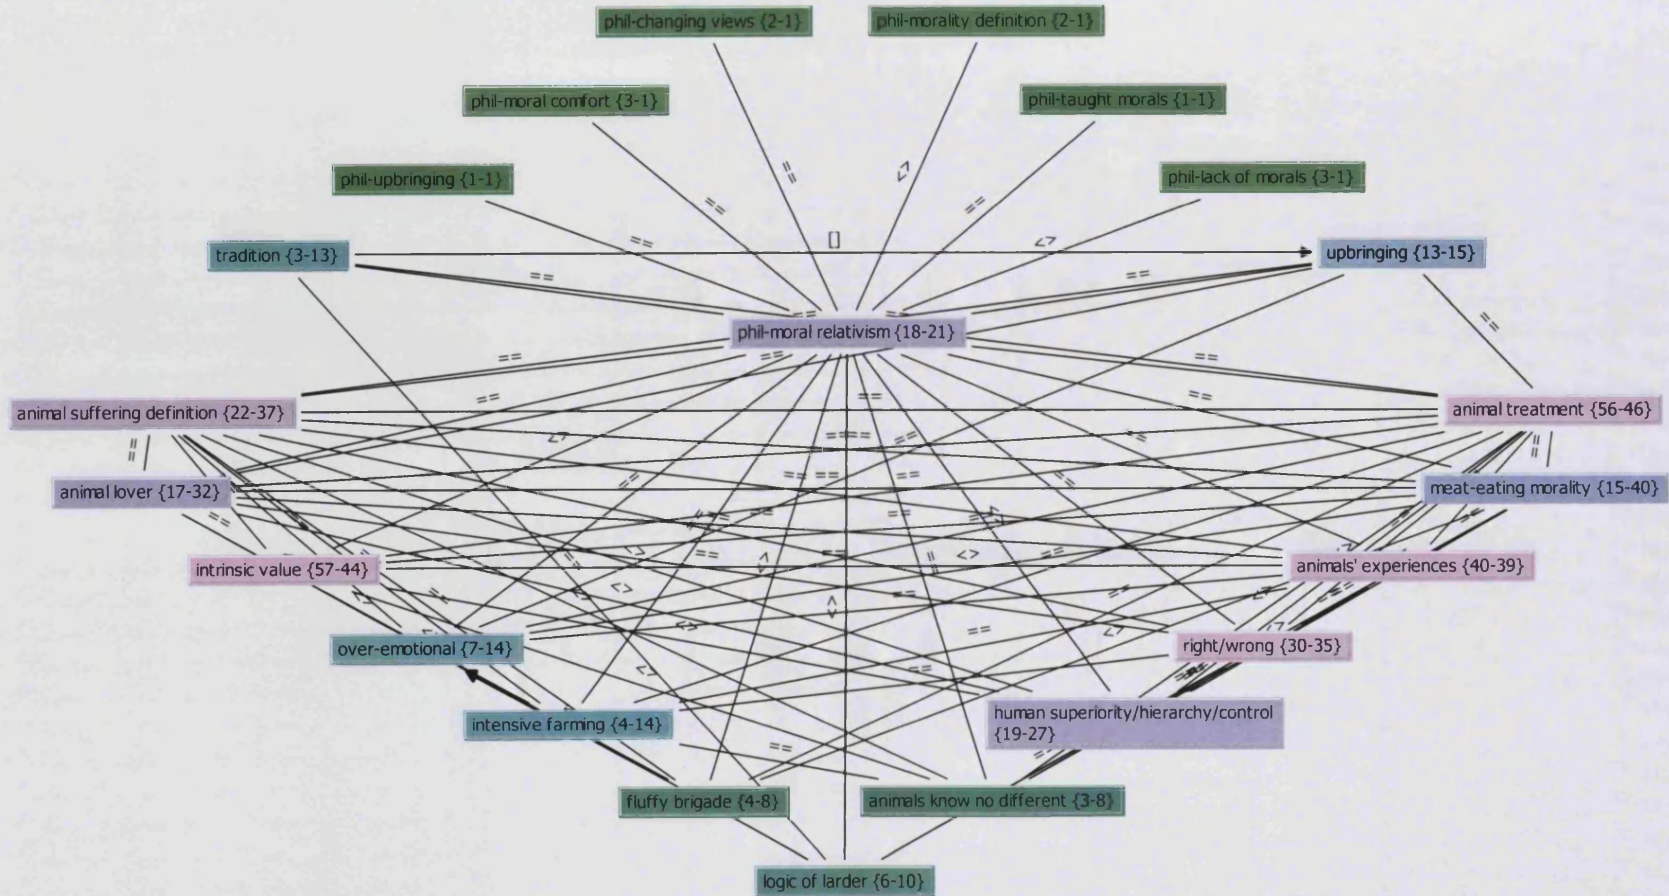 phil-changing views {2-1}
phil-morality definition {2-1}
phil-moral comfort {3-1}
phil-taught morals {1-1}
phil-upbringing {1-1}
phil-lack of morals {3-1}
tradition {3-13}
[]
upbringing {13-15}
phil-moral relativism {18-21}
animal suffering definition {22-37}
animal treatment {56-46}
animal lover {17-32}
meat-eating morality {15-40}
intrinsic value {57-44}
animals' experiences {40-39}
over-emotional {7-14}
right/wrong {30-35}
intensive farming {4-14}
human superiority/hierarchy/control
{19-27}
fluffy brigade {4-8}
animals know no different {3-8}
logic of larder {6-10}